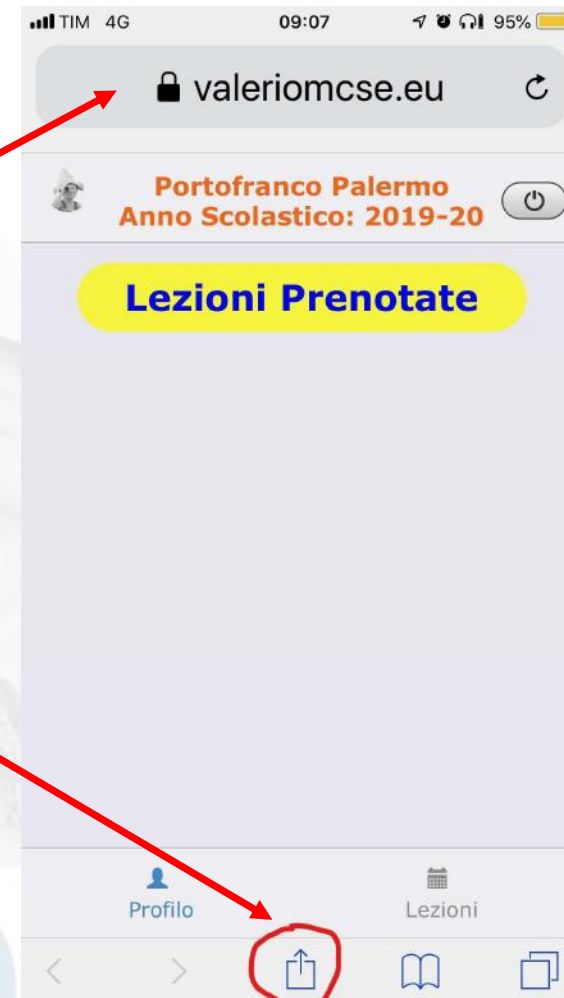 TIM 4G 09:07 95%
valeriomcse.eu
Portofranco Palermo
Anno Scolastico: 2019-20
Lezioni Prenotate
Profilo Lezioni